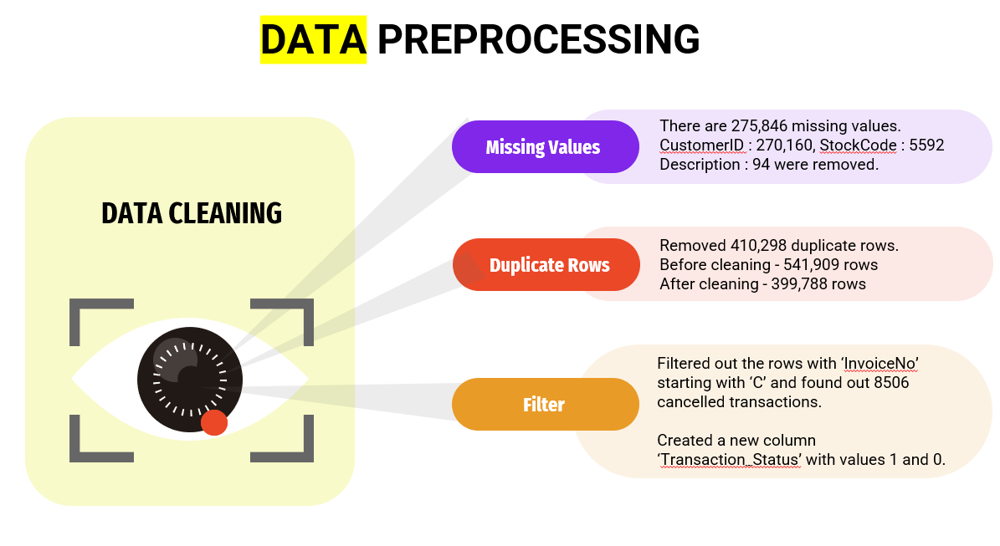 DATA PREPROCESSING
DATA CLEANING
Missing Values
There are 275,846 missing values.
CustomerID : 270,160, StockCode : 5592
Description : 94 were removed.
Duplicate Rows
Removed 410,298 duplicate rows.
Before cleaning - 541,909 rows
After cleaning - 399,788 rows
Filter
Filtered out the rows with ‘InvoiceNo’
starting with ‘C’ and found out 8506
cancelled transactions.
Created a new column
‘Transaction_Status’ with values 1 and 0.